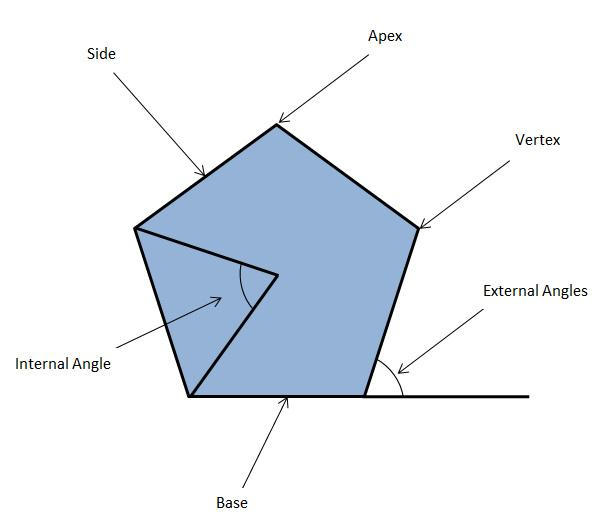 Apex
Side
Vertex
External Angles
Internal Angle
Base